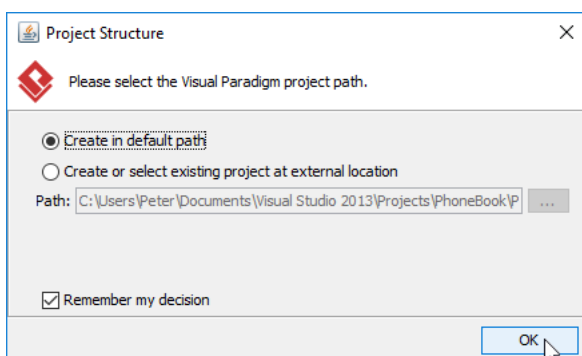 Project Structure
Please select the Visual Paradigm project path.
Create in default path
Create or select existing project at external location
Path: C:\Users\Peter\Documents\Visual Studio 2013\Projects\PhoneBook\P ...
Remember my decision
OK